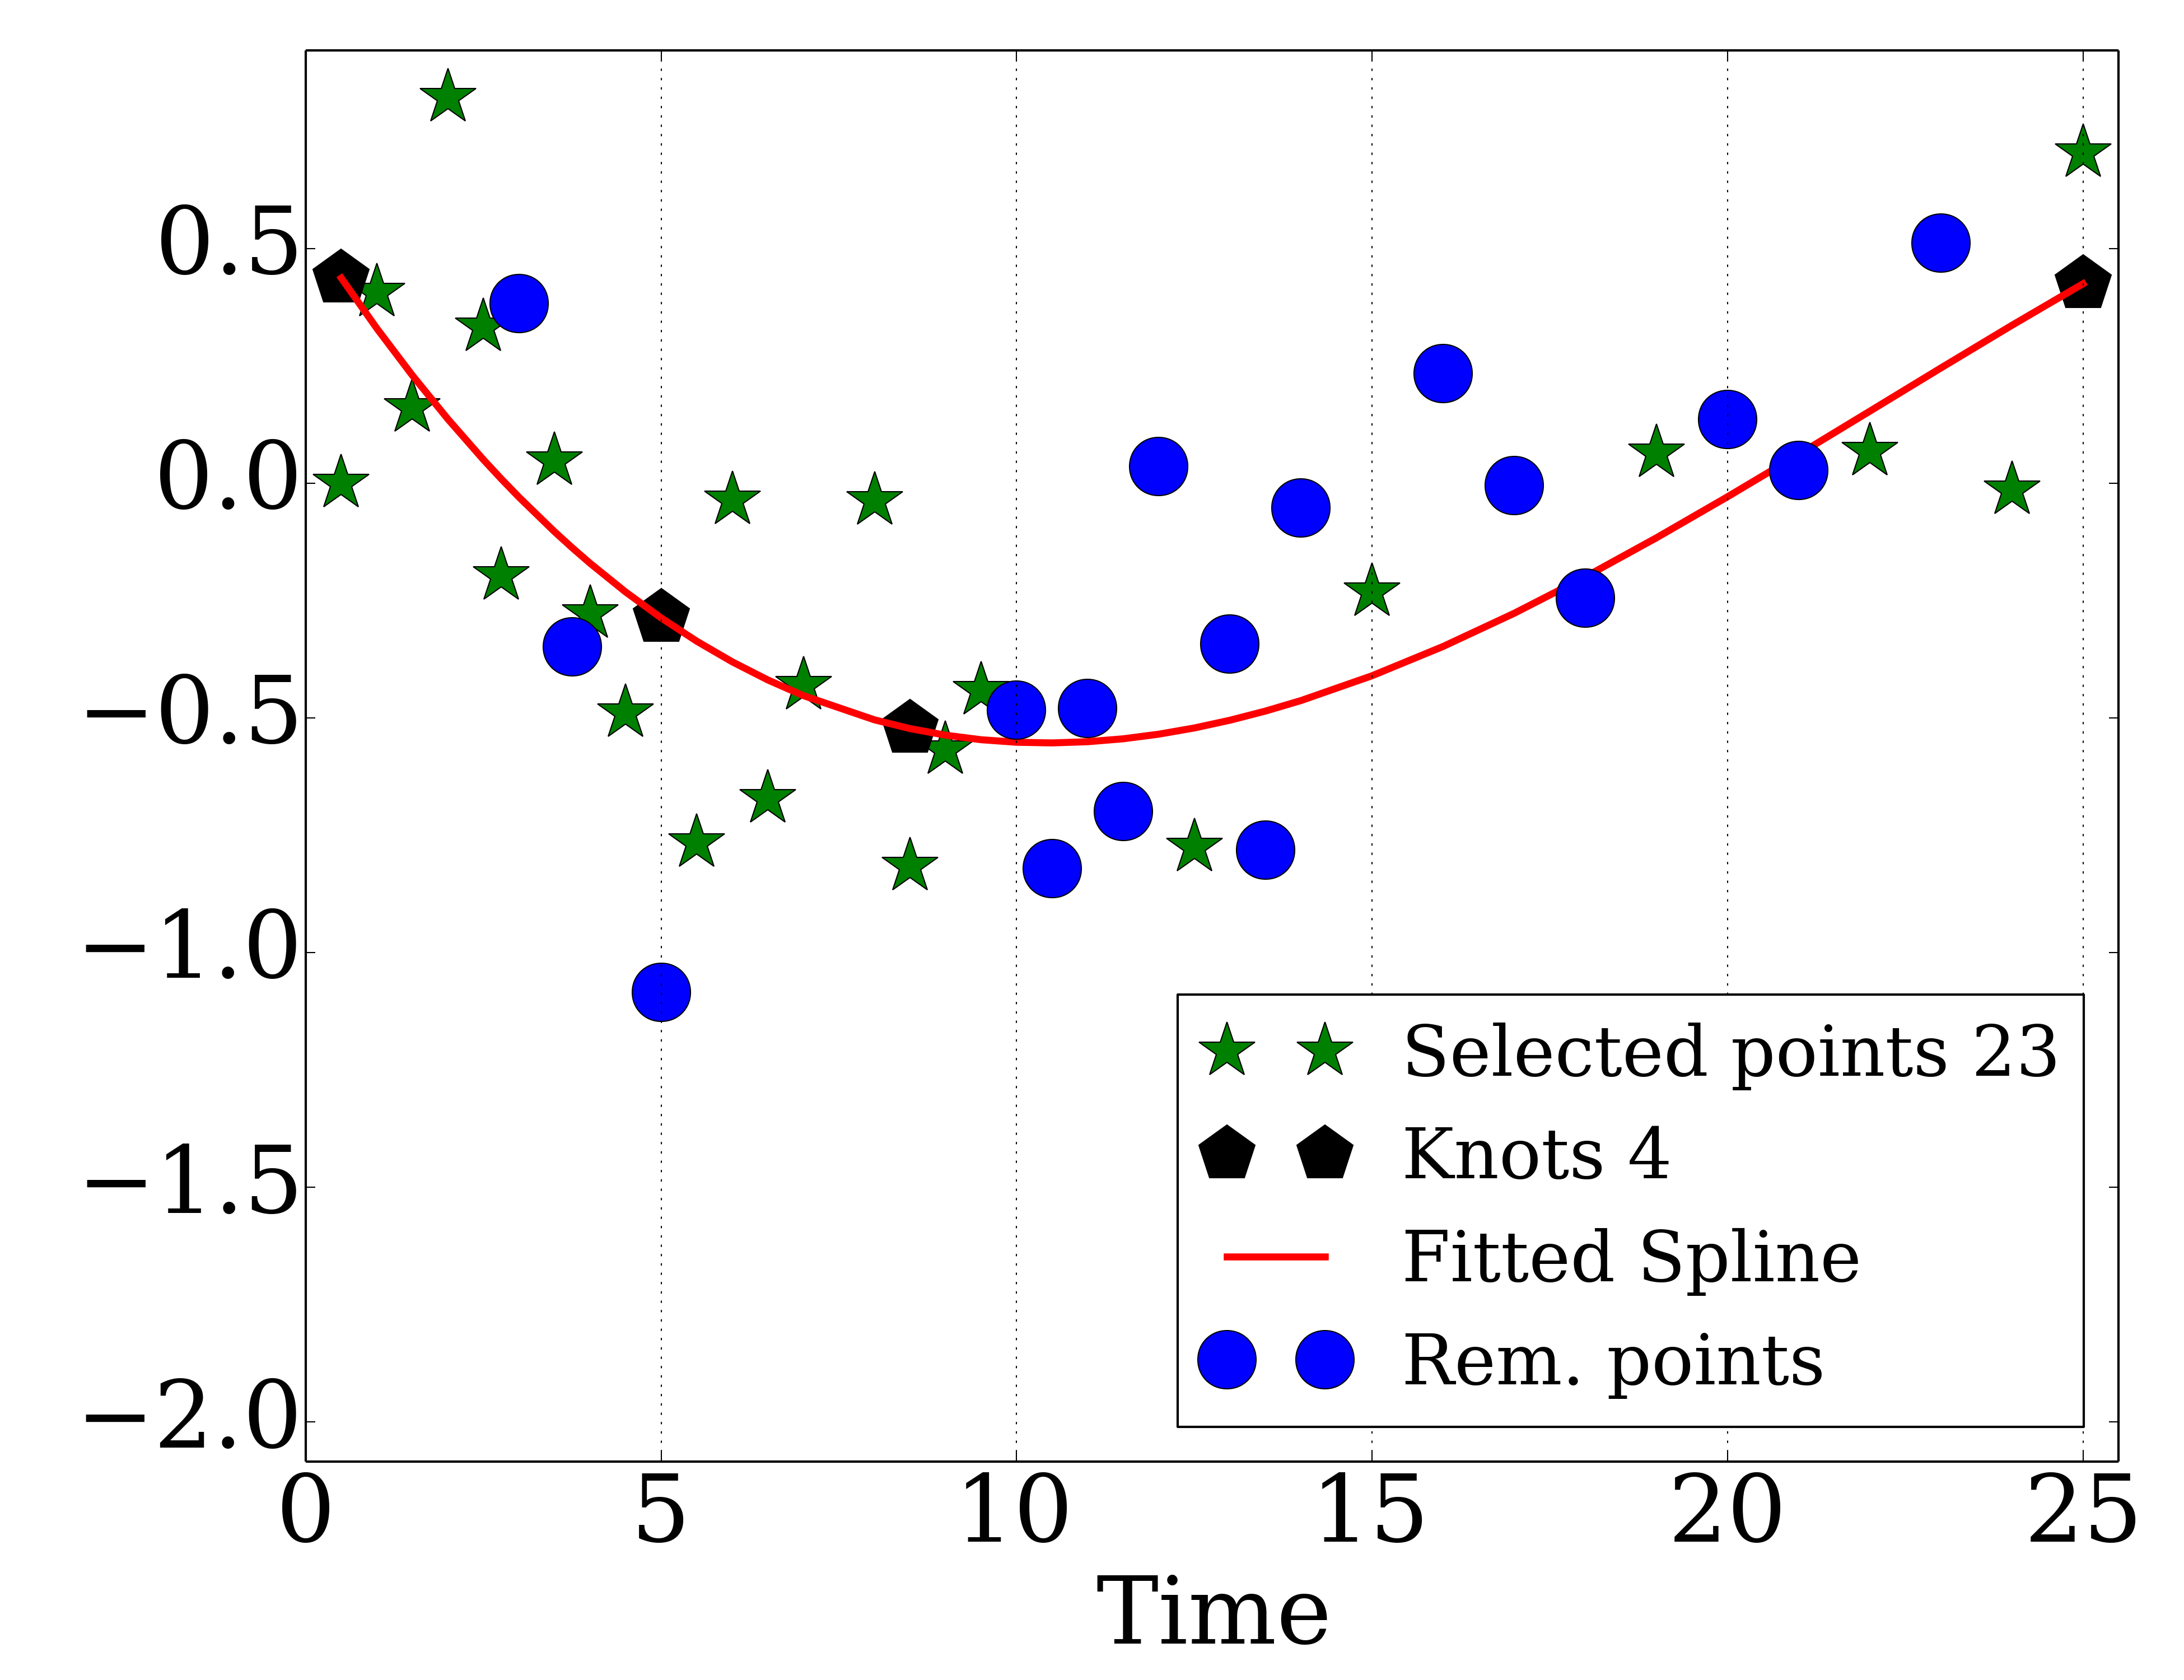 0.5
0.0
−0.5
−1.0
−1.5
−2.0
Selected points 23
Knots 4
Fitted Spline
Rem. points
0 5 10 15 20 25
Time